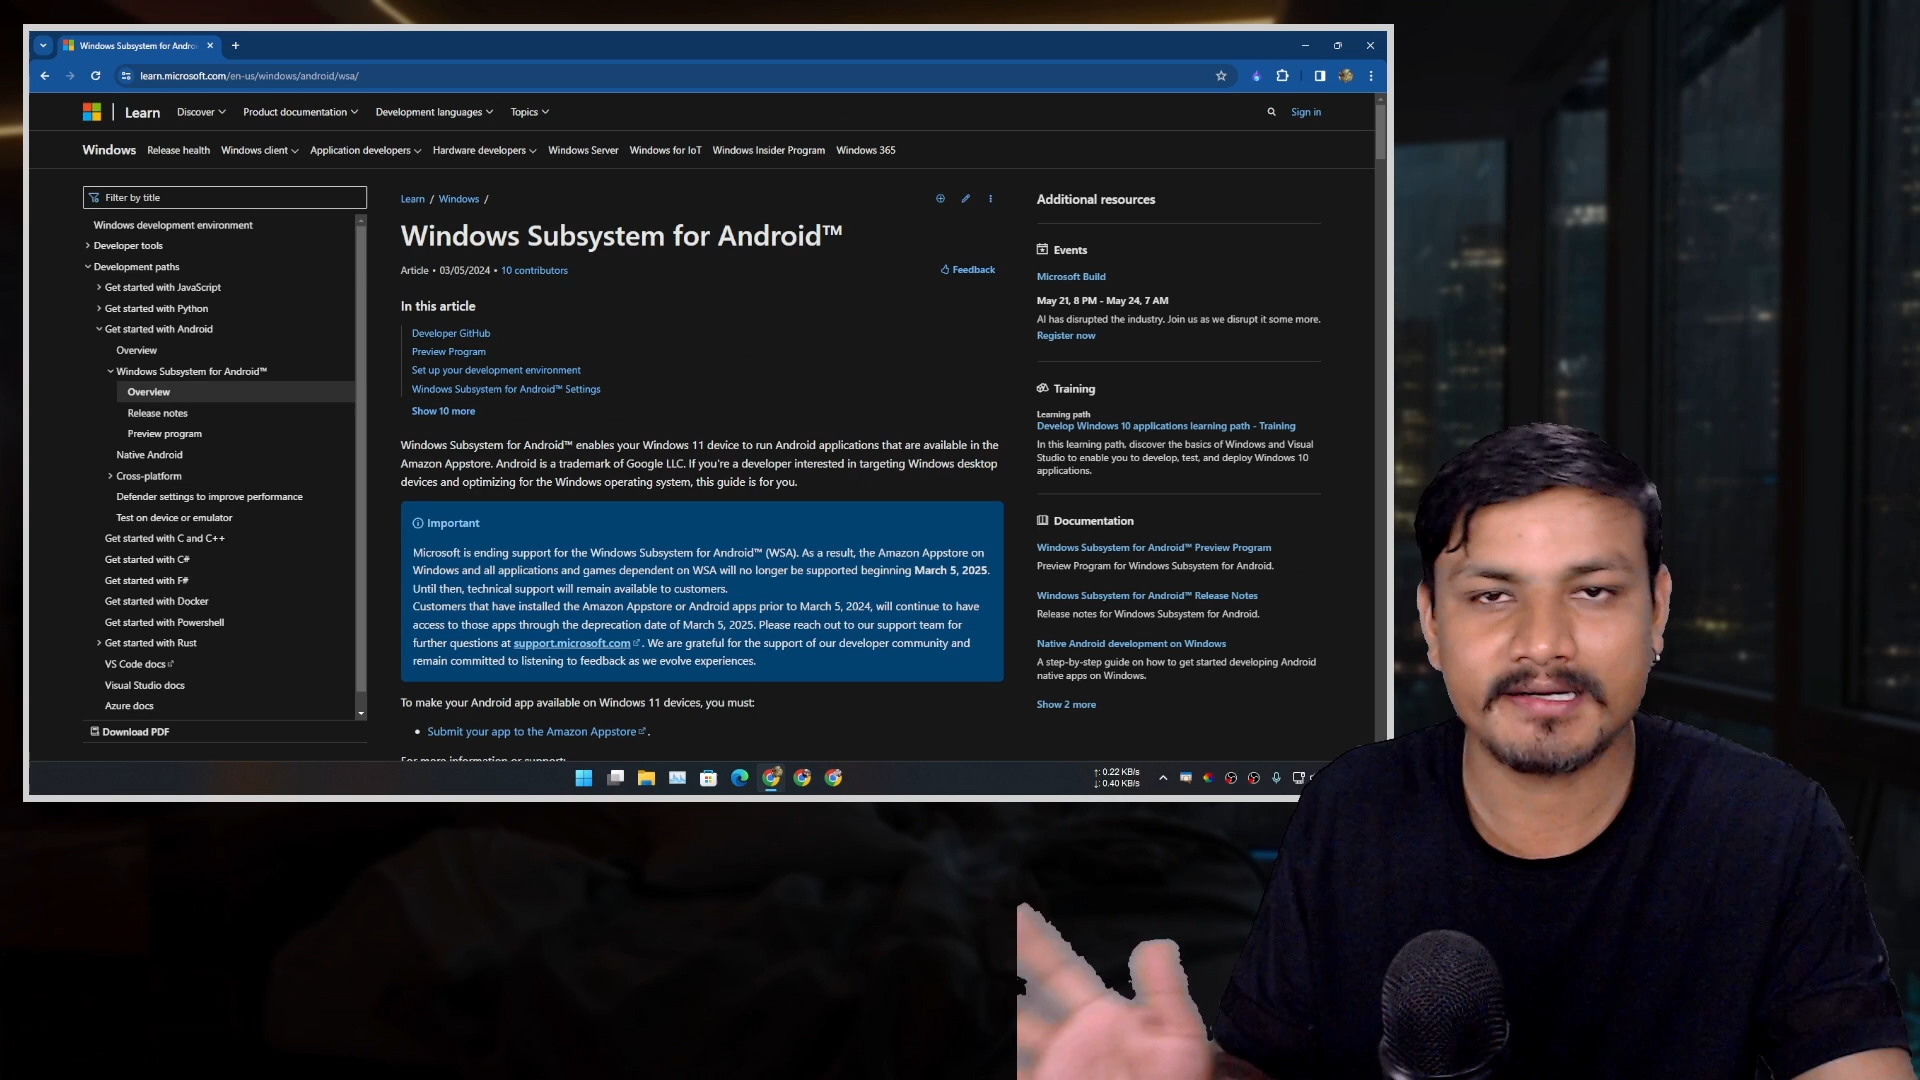 Windows Subsystem for Andro
learn.microsoft.com/en-us/windows/android/wsa/
Learn
Discover
Product documentation
Development languages
Topics
Sign in
Windows
Release health
Windows client
Application developers
Hardware developers
Windows Server
Windows for IoT
Windows Insider Program
Windows 365
Filter by title
Windows development environment
Developer tools
Development paths
Get started with JavaScript
Get started with Python
Get started with Android
Overview
Windows Subsystem for Android™
Overview
Release notes
Preview program
Native Android
Cross-platform
Defender settings to improve performance
Test on device or emulator
Get started with C and C++
Get started with C#
Get started with F#
Get started with Docker
Get started with Powershell
Get started with Rust
VS Code docs
Visual Studio docs
Azure docs
Download PDF
Learn / Windows /
Windows Subsystem for Android™
Article • 03/05/2024 • 10 contributors
Feedback
In this article
Developer GitHub
Preview Program
Set up your development environment
Windows Subsystem for Android™ Settings
Show 10 more
Windows Subsystem for Android™ enables your Windows 11 device to run Android applications that are available in the
Amazon Appstore. Android is a trademark of Google LLC. If you're a developer interested in targeting Windows desktop
devices and optimizing for the Windows operating system, this guide is for you.
Important
Microsoft is ending support for the Windows Subsystem for Android™ (WSA). As a result, the Amazon Appstore on
Windows and all applications and games dependent on WSA will no longer be supported beginning March 5, 2025.
Until then, technical support will remain available to customers.
Customers that have installed the Amazon Appstore or Android apps prior to March 5, 2024, will continue to have
access to those apps through the deprecation date of March 5, 2025. Please reach out to our support team for
further questions at support.microsoft.com . We are grateful for the support of our developer community and
remain committed to listening to feedback as we evolve experiences.
To make your Android app available on Windows 11 devices, you must:
• Submit your app to the Amazon Appstore .
For more information or support:
Additional resources
Events
Microsoft Build
May 21, 8 PM - May 24, 7 AM
AI has disrupted the industry. Join us as we disrupt it some more.
Register now
Training
Learning path
Develop Windows 10 applications learning path - Training
In this learning path, discover the basics of Windows and Visual
Studio to enable you to develop, test, and deploy Windows 10
applications.
Documentation
Windows Subsystem for Android™ Preview Program
Preview Program for Windows Subsystem for Android.
Windows Subsystem for Android™ Release Notes
Release notes for Windows Subsystem for Android.
Native Android development on Windows
A step-by-step guide on how to get started developing Android
native apps on Windows.
Show 2 more
↑: 0.22 KB/s
↓: 0.40 KB/s